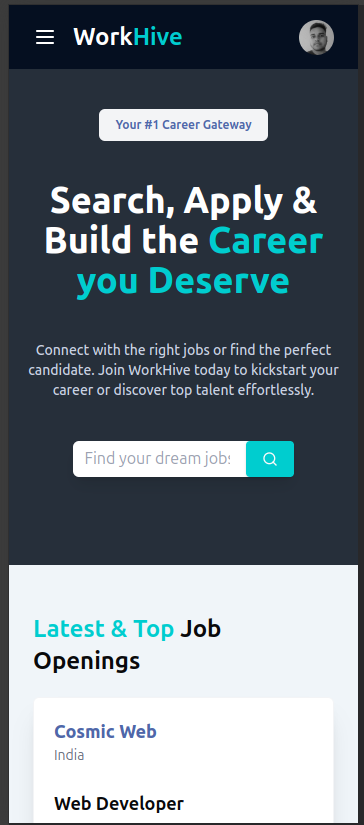 WorkHive
Your #1 Career Gateway
Search, Apply &
Build the Career
you Deserve
Connect with the right jobs or find the perfect
candidate. Join WorkHive today to kickstart your
career or discover top talent effortlessly.
Find your dream jobs
Latest & Top Job
Openings
Cosmic Web
India
Web Developer